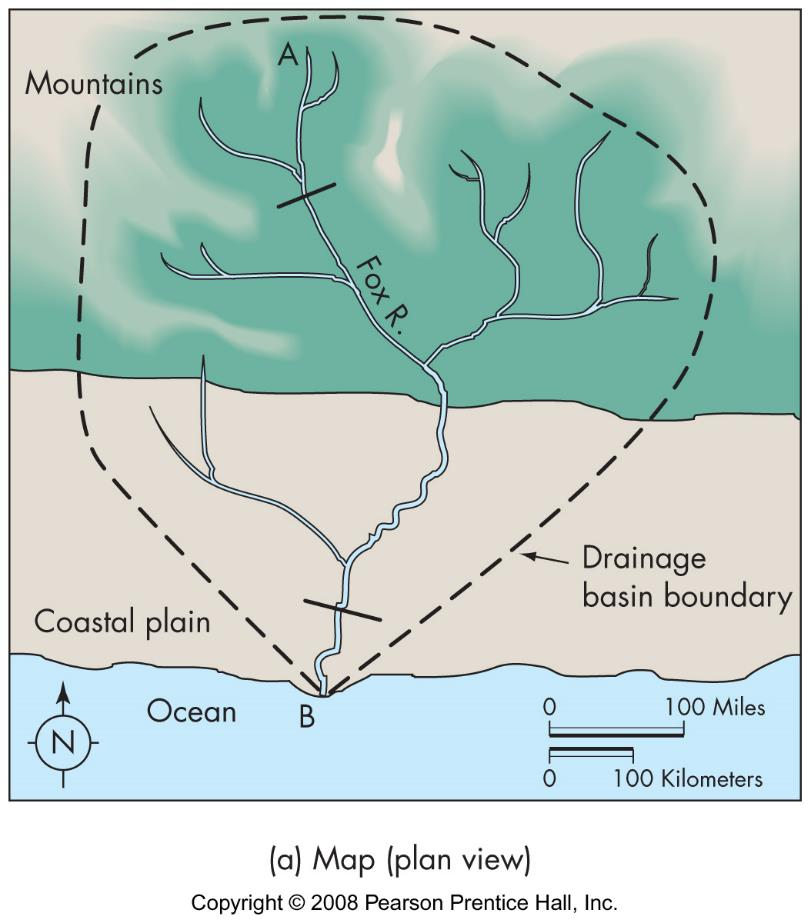 A
Mountains
Fox R.
Drainage
basin boundary
Coastal plain
Ocean
B
N
0 100 Miles
0 100 Kilometers
(a) Map (plan view)
Copyright © 2008 Pearson Prentice Hall, Inc.